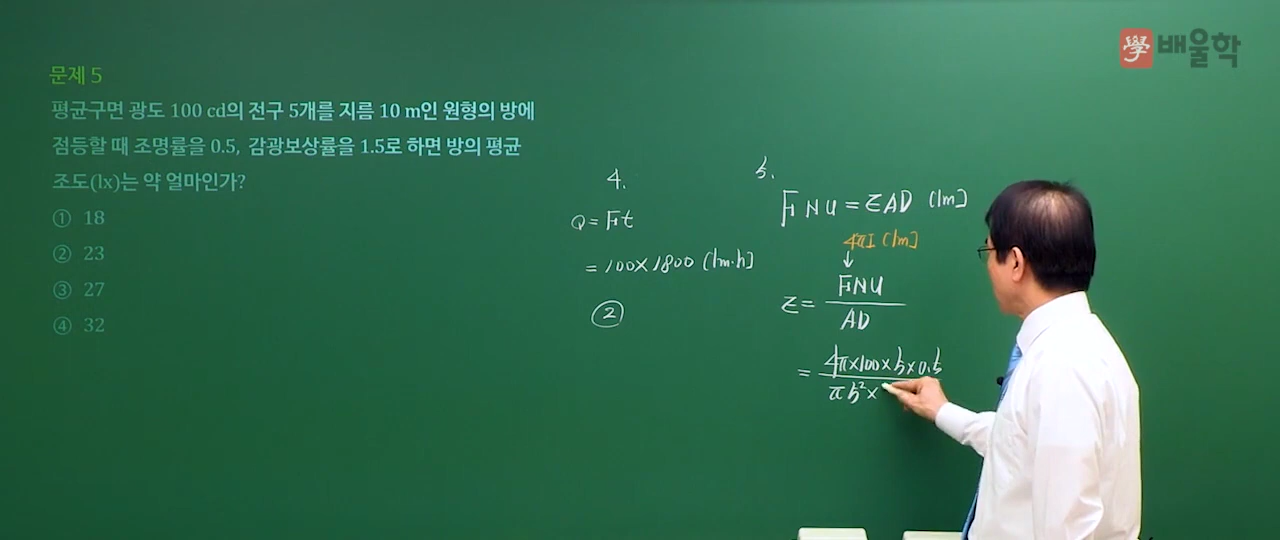 學 배울학
문제 5
평균구면 광도 100 cd의 전구 5개를 지름 10 m인 원형의 방에
점등할 때 조명률을 0.5, 감광보상률을 1.5로 하면 방의 평균
조도(lx)는 약 얼마인가?
① 18
② 23
③ 27
④ 32
4.
Q = Ft
= 100×1800 [lm·h]
②
5.
FNU = EAD [lm]
4πI [lm]
↓
E = FNU / AD
= 4π×100×5×0.5 / π5²×